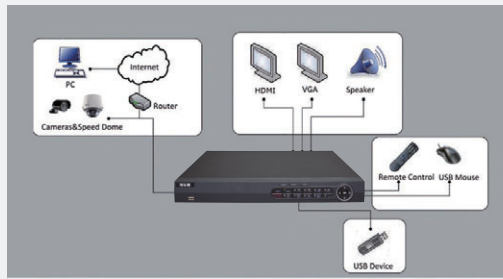 Internet
PC
Router
Cameras&Speed Dome
HDMI
VGA
Speaker
Remote Control
USB Mouse
USB Device